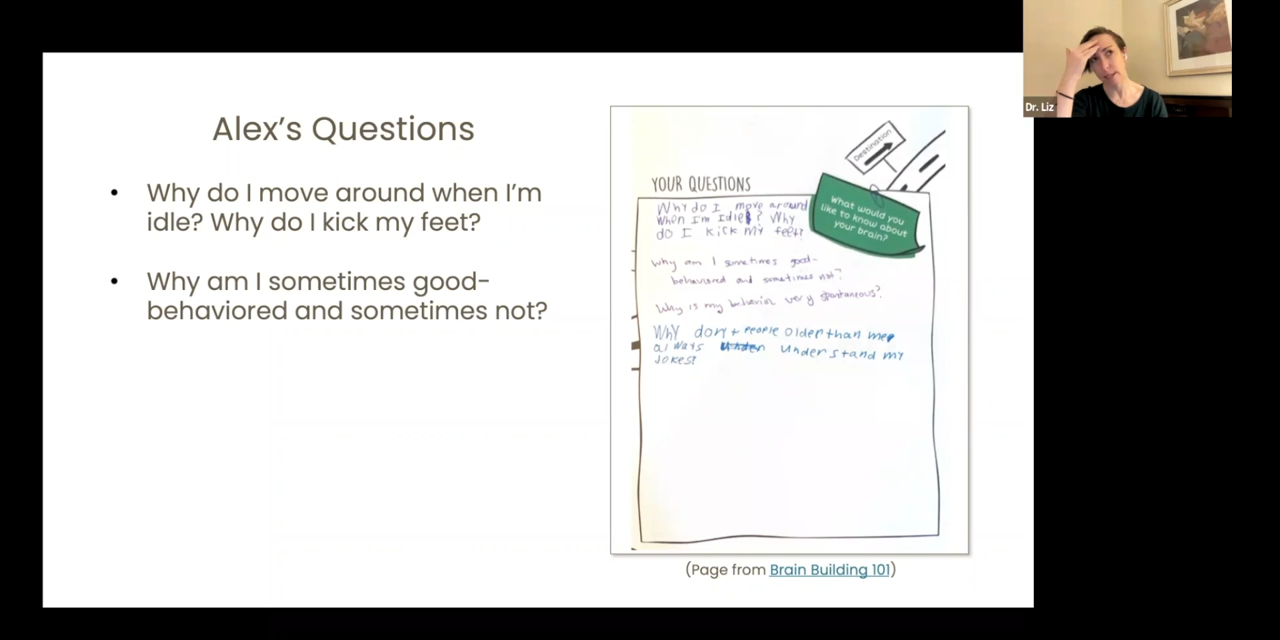 Alex's Questions
• Why do I move around when I'm
idle? Why do I kick my feet?
• Why am I sometimes good-
behaviored and sometimes not?
Destination
YOUR QUESTIONS
What would you
like to know about
your brain?
Why do I move around
when I'm Idle? Why
do I kick my feet?
Why am I sometimes good-
behaviored and sometimes not?
Why is my behavior very spontaneous?
Why don't people older than me
always understand my
jokes?
(Page from Brain Building 101)
Dr. Liz